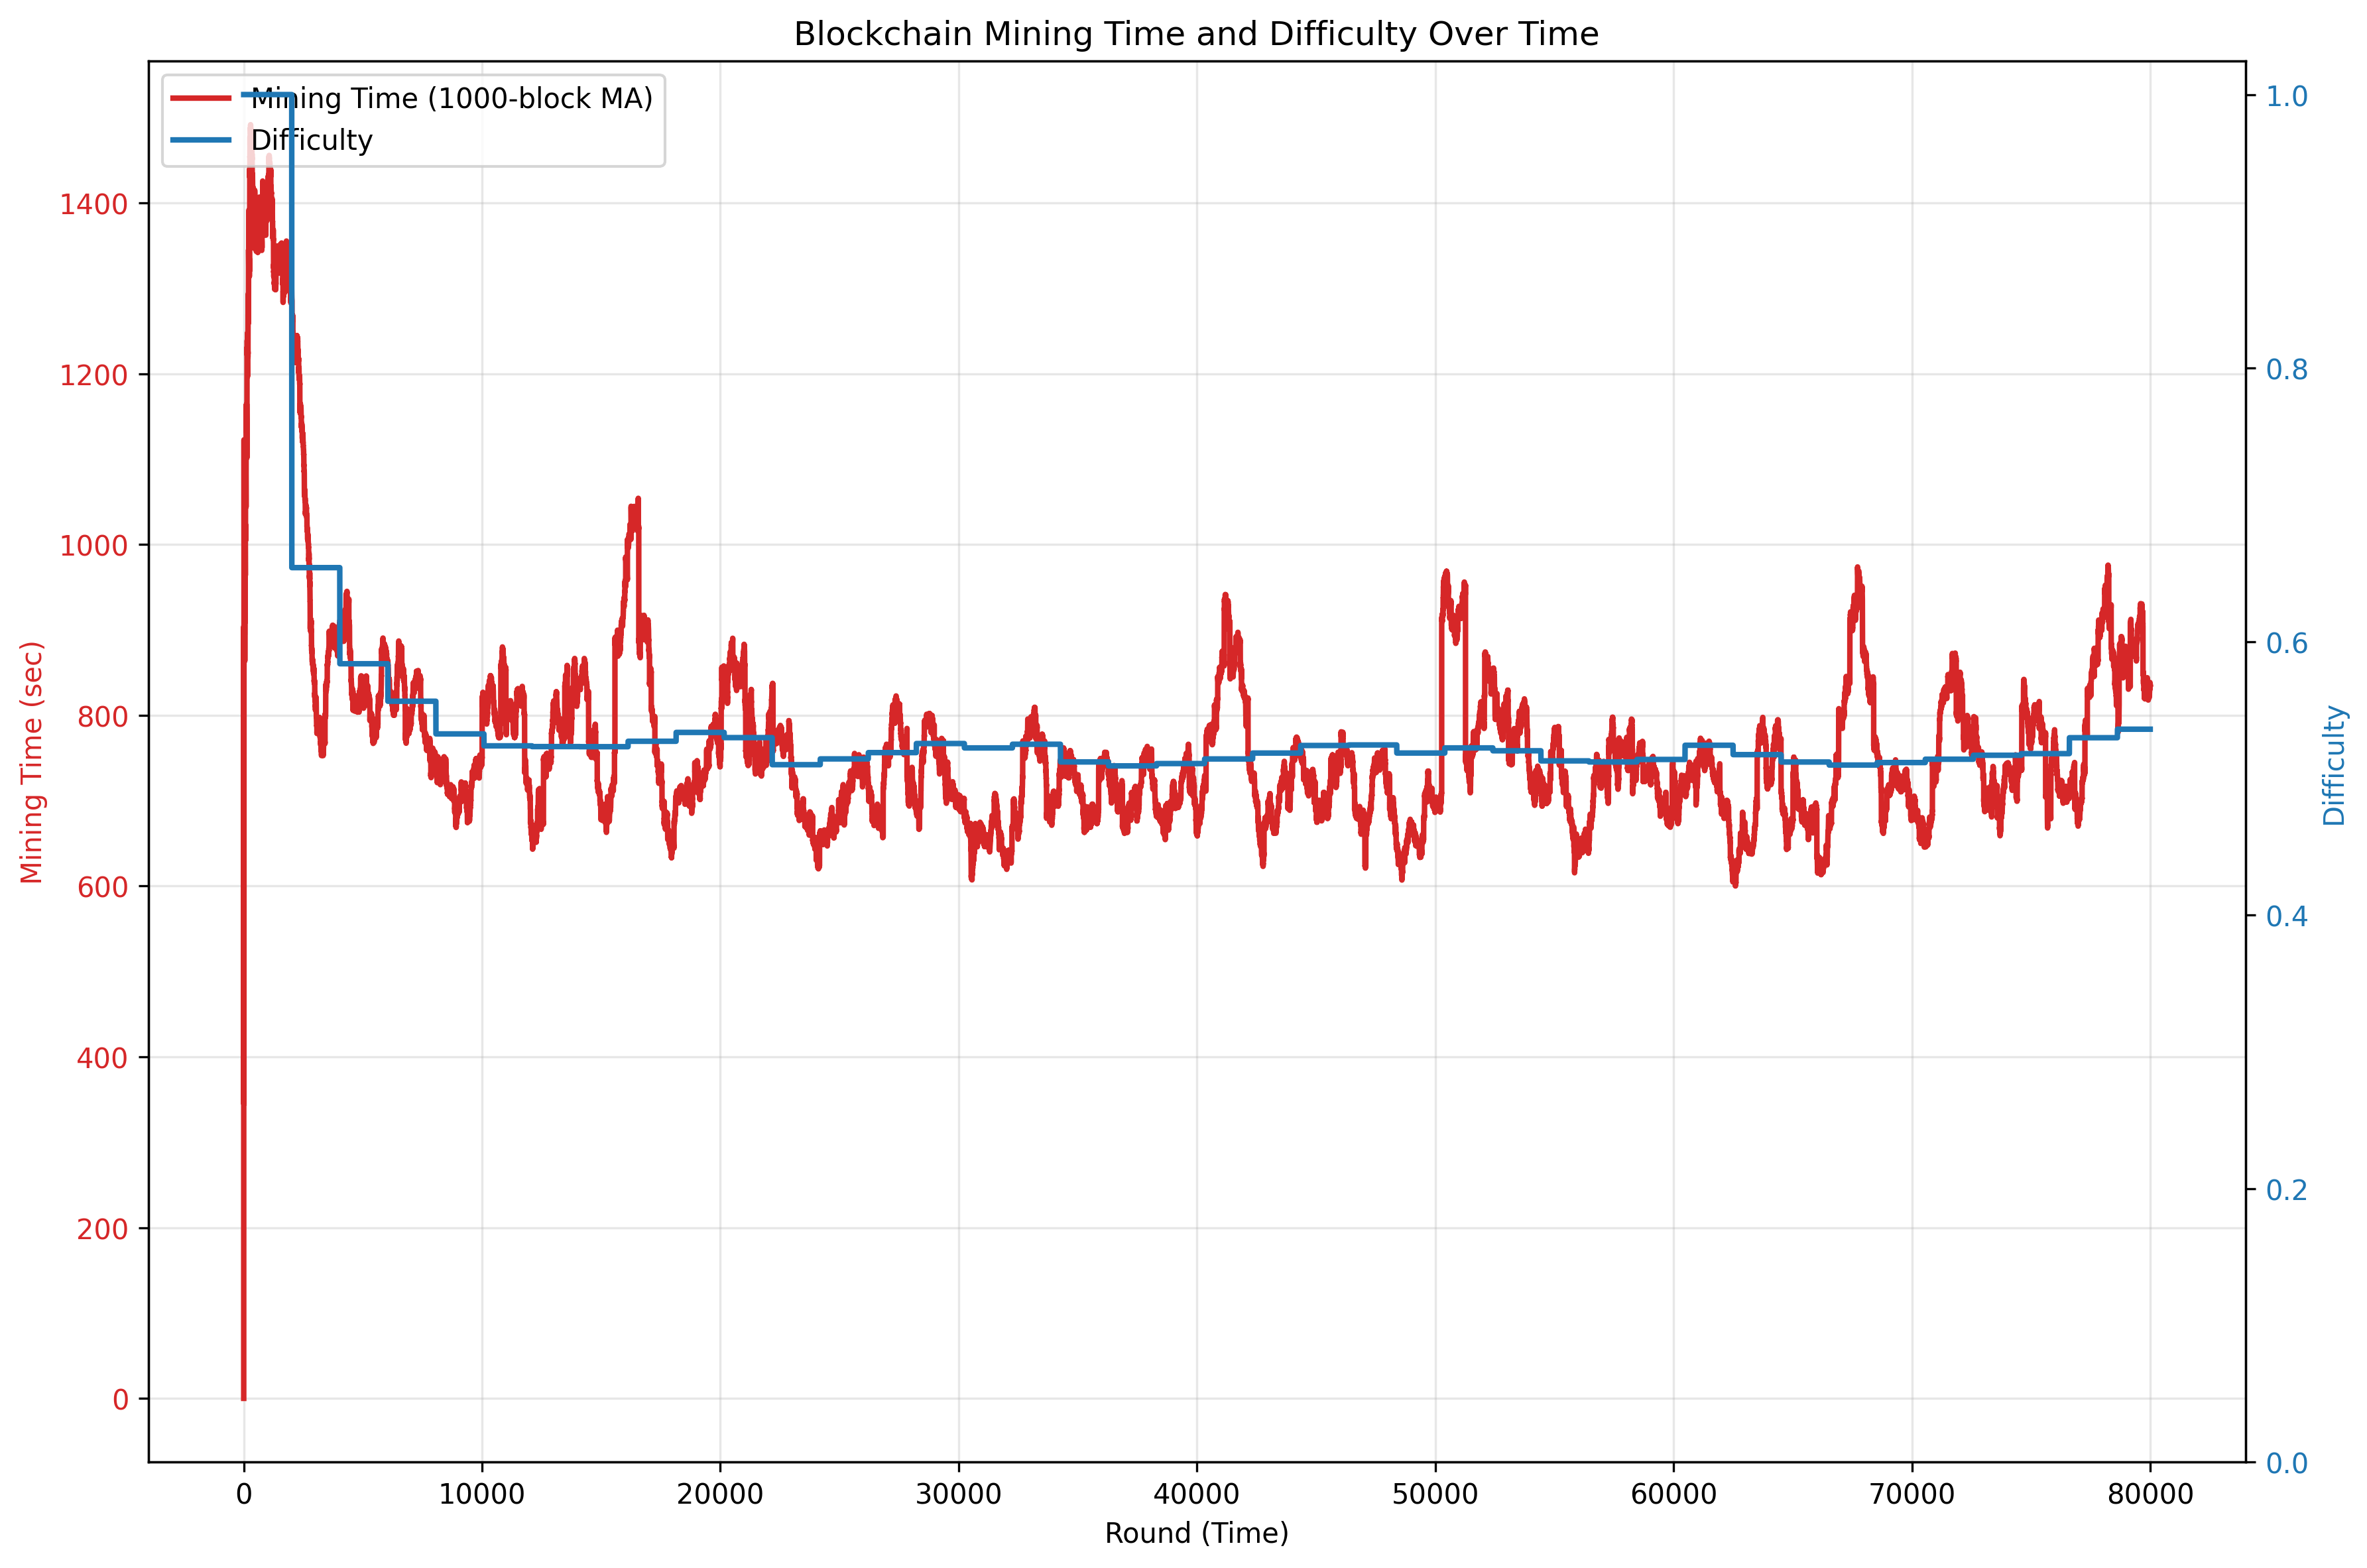 Blockchain Mining Time and Difficulty Over Time
Mining Time (1000-block MA)
Difficulty
1400
1200
1000
800
600
400
200
0
Mining Time (sec)
1.0
0.8
0.6
0.4
0.2
0.0
Difficulty
0 10000 20000 30000 40000 50000 60000 70000 80000
Round (Time)